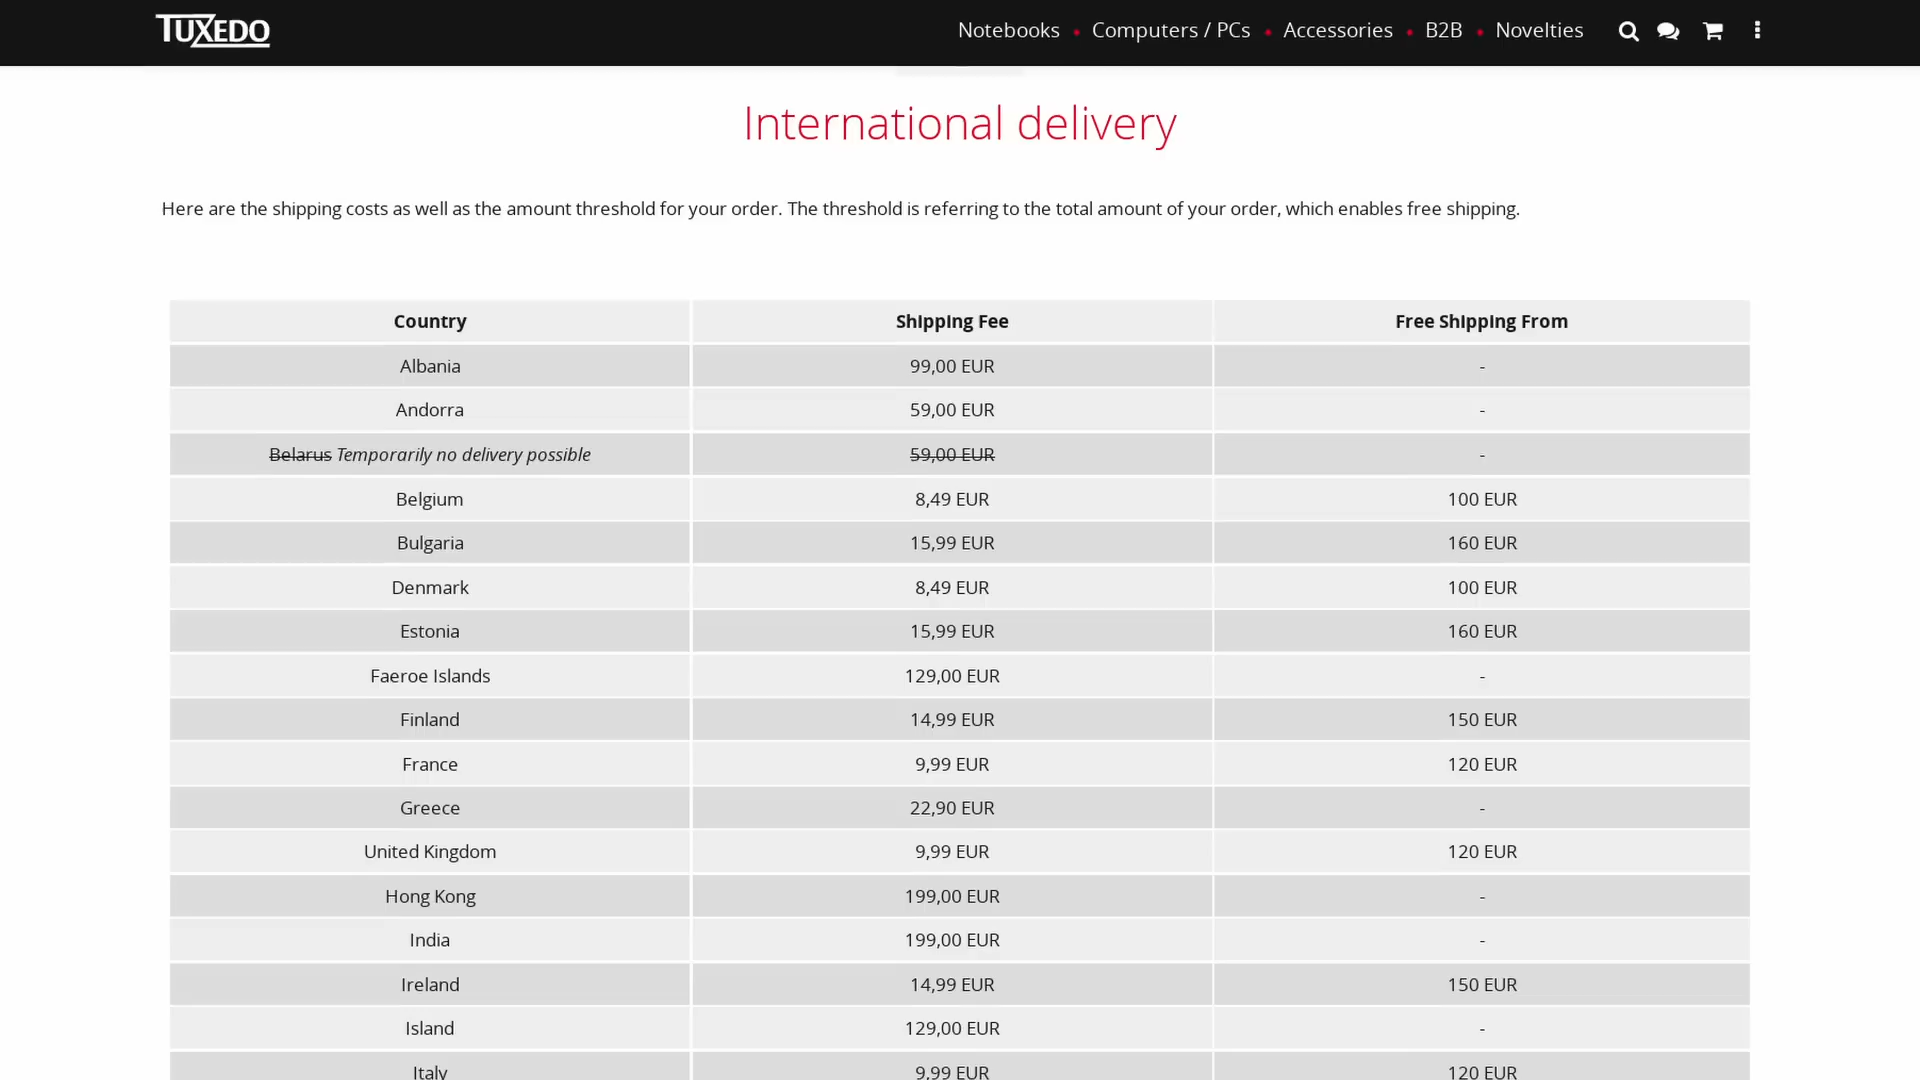 TUXEDO
Notebooks • Computers / PCs • Accessories • B2B • Novelties
International delivery
Here are the shipping costs as well as the amount threshold for your order. The threshold is referring to the total amount of your order, which enables free shipping.
Country Shipping Fee Free Shipping From
Albania 99,00 EUR -
Andorra 59,00 EUR -
Belarus Temporarily no delivery possible 59,00 EUR -
Belgium 8,49 EUR 100 EUR
Bulgaria 15,99 EUR 160 EUR
Denmark 8,49 EUR 100 EUR
Estonia 15,99 EUR 160 EUR
Faeroe Islands 129,00 EUR -
Finland 14,99 EUR 150 EUR
France 9,99 EUR 120 EUR
Greece 22,90 EUR -
United Kingdom 9,99 EUR 120 EUR
Hong Kong 199,00 EUR -
India 199,00 EUR -
Ireland 14,99 EUR 150 EUR
Island 129,00 EUR -
Italy 9,99 EUR 120 EUR